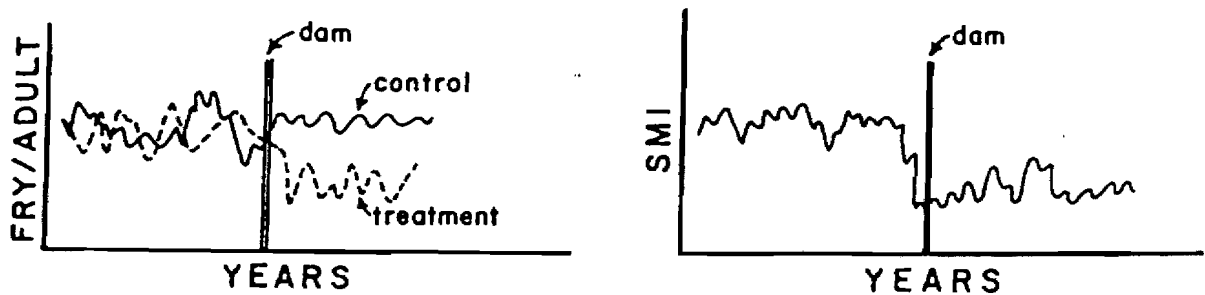 dam
control
treatment
FRY/ADULT
YEARS
dam
SMI
YEARS